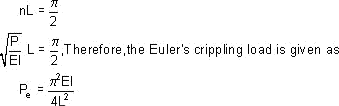 nL = π/2
√(P/EI) L = π/2 ,Therefore,the Euler's crippling load is given as
Pe = π²EI/4L²